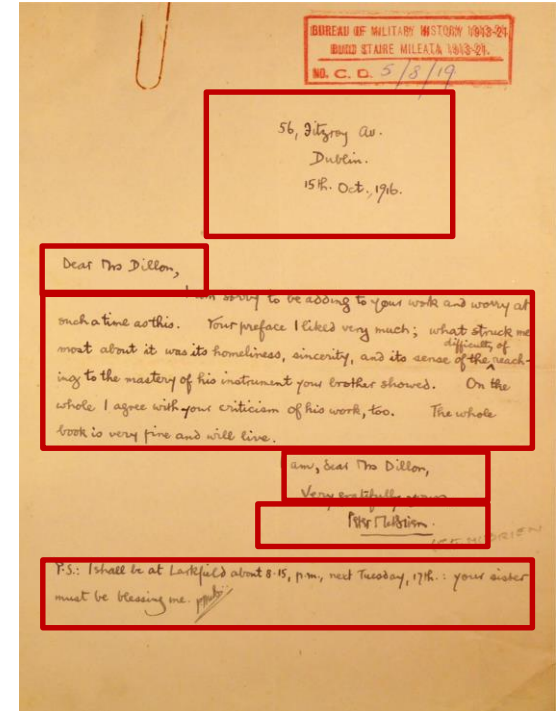 BUREAU OF MILITARY HISTORY 1913-21
BURO STAIRE MILEATA 1913-21.
NO. C. D. 5/8/19
56, Fitzroy Av.
Dublin.
15th. Oct., 1916.
Dear Mrs Dillon,
I am sorry to be adding to your work and worry at
such a time as this. Your preface I liked very much; what struck me
difficulty of
most about it was its homeliness, sincerity, and its sense of the ^ reach-
ing to the mastery of his instrument your brother showed. On the
whole I agree with your criticism of his work, too. The whole
book is very fine and will live.
I am, dear Mrs Dillon,
Very gratefully yours
Peter McBrien.
McBRIEN
P.S.: I shall be at Larkfield about 8.15, p.m., next Tuesday, 17th.: your sister
must be blessing me.